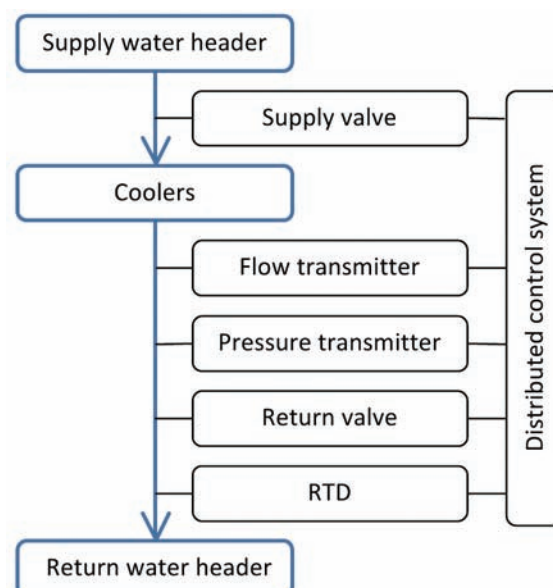 Supply water header
Supply valve
Coolers
Flow transmitter
Pressure transmitter
Return valve
RTD
Return water header
Distributed control system